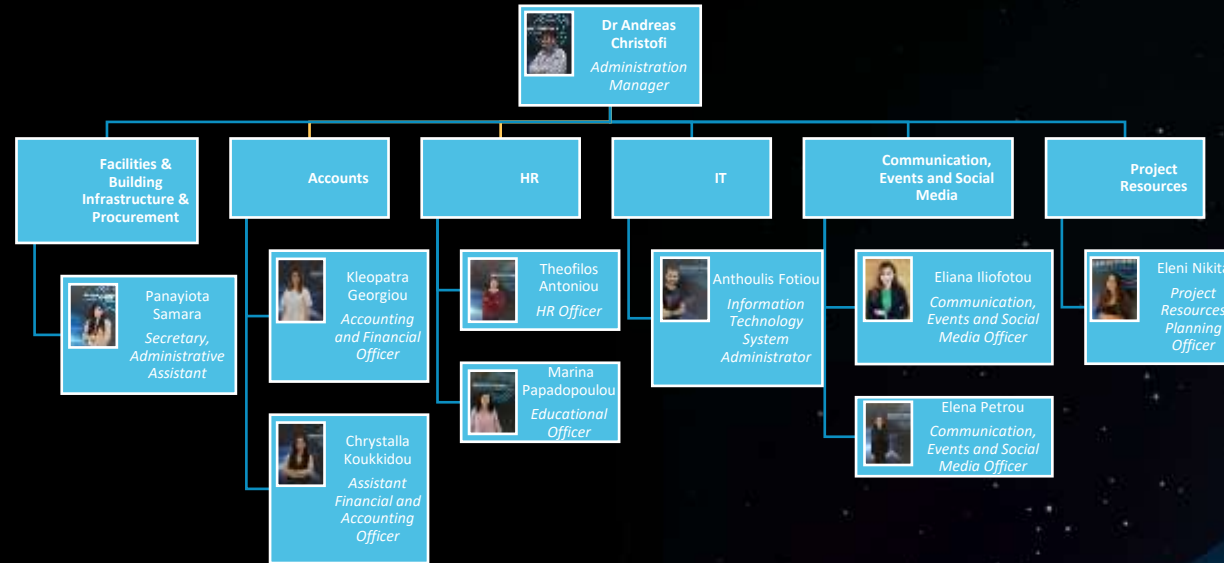 Dr Andreas
Christofi
Administration
Manager
Facilities &
Building
Infrastructure &
Procurement
Accounts
HR
IT
Communication,
Events and Social
Media
Project
Resources
Panayiota
Samara
Secretary,
Administrative
Assistant
Kleopatra
Georgiou
Accounting
and Financial
Officer
Chrystalla
Koukkidou
Assistant
Financial and
Accounting
Officer
Theofilos
Antoniou
HR Officer
Marina
Papadopoulou
Educational
Officer
Anthoulis Fotiou
Information
Technology
System
Administrator
Eliana Iliofotou
Communication,
Events and Social
Media Officer
Elena Petrou
Communication,
Events and Social
Media Officer
Eleni Nikita
Project
Resources
Planning
Officer